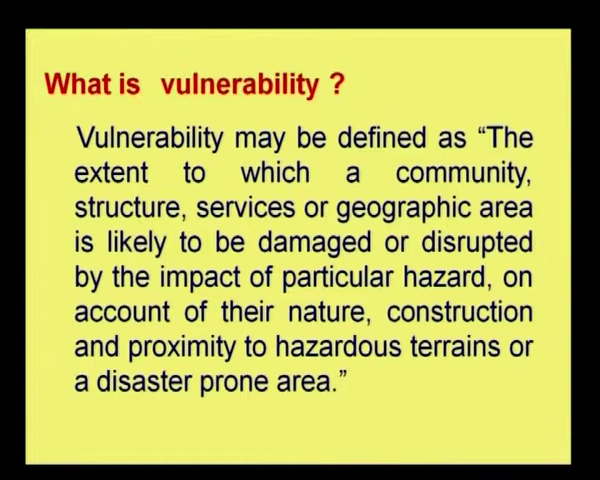 What is vulnerability ?
Vulnerability may be defined as “The
extent to which a community,
structure, services or geographic area
is likely to be damaged or disrupted
by the impact of particular hazard, on
account of their nature, construction
and proximity to hazardous terrains or
a disaster prone area.”